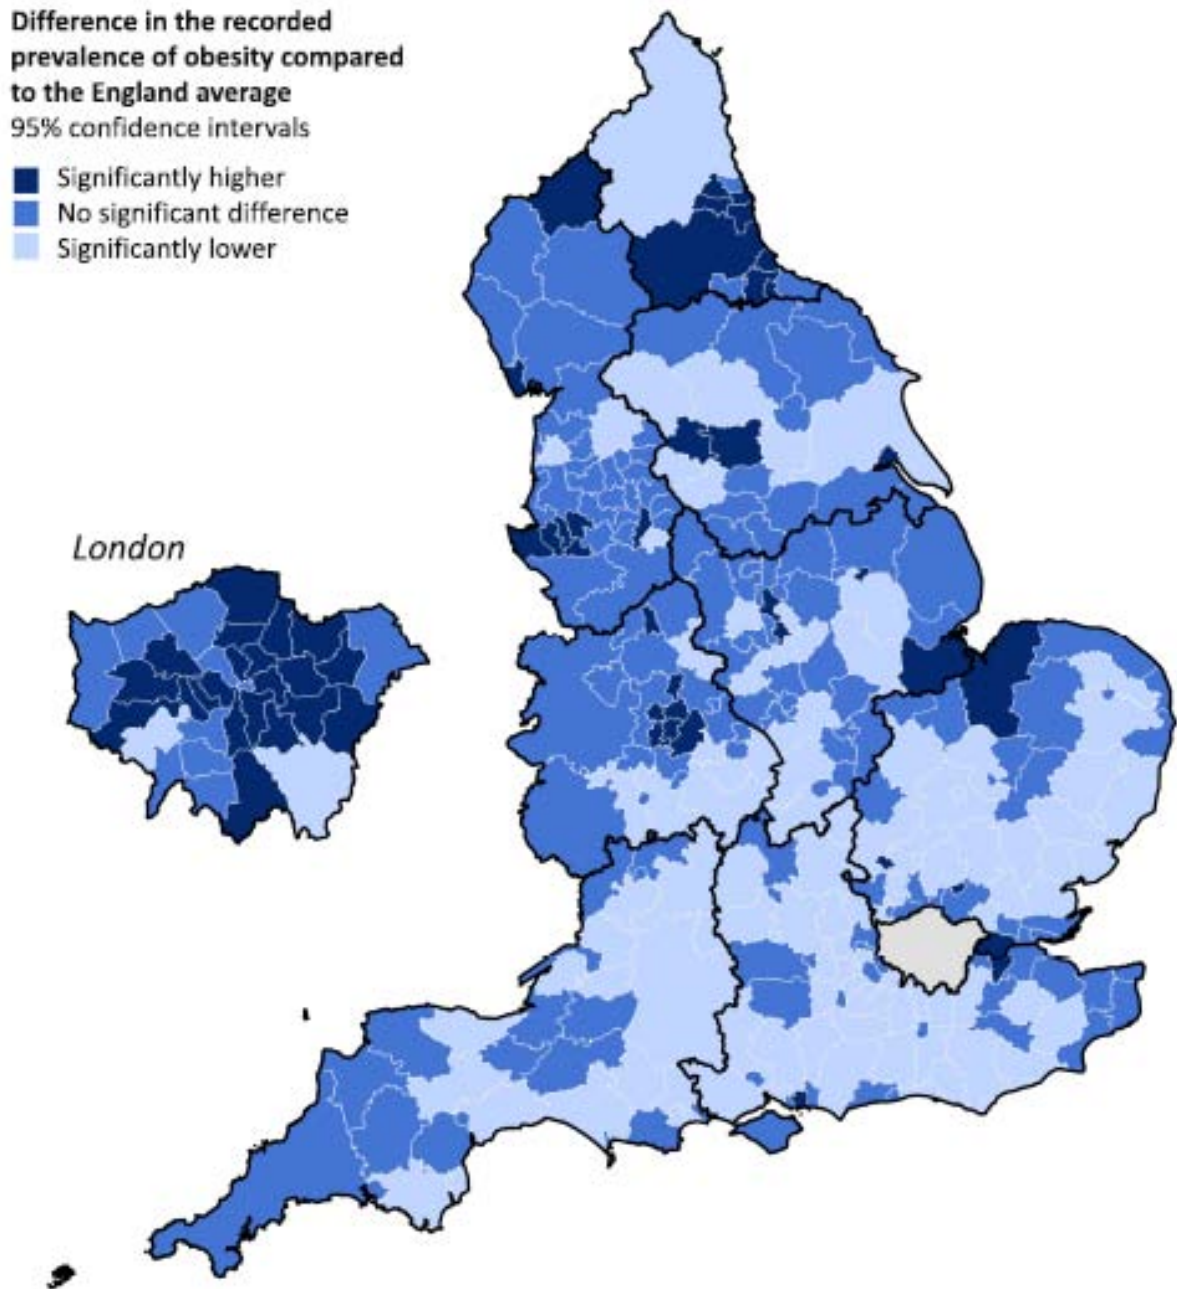 Difference in the recorded
prevalence of obesity compared
to the England average
95% confidence intervals
Significantly higher
No significant difference
Significantly lower
London